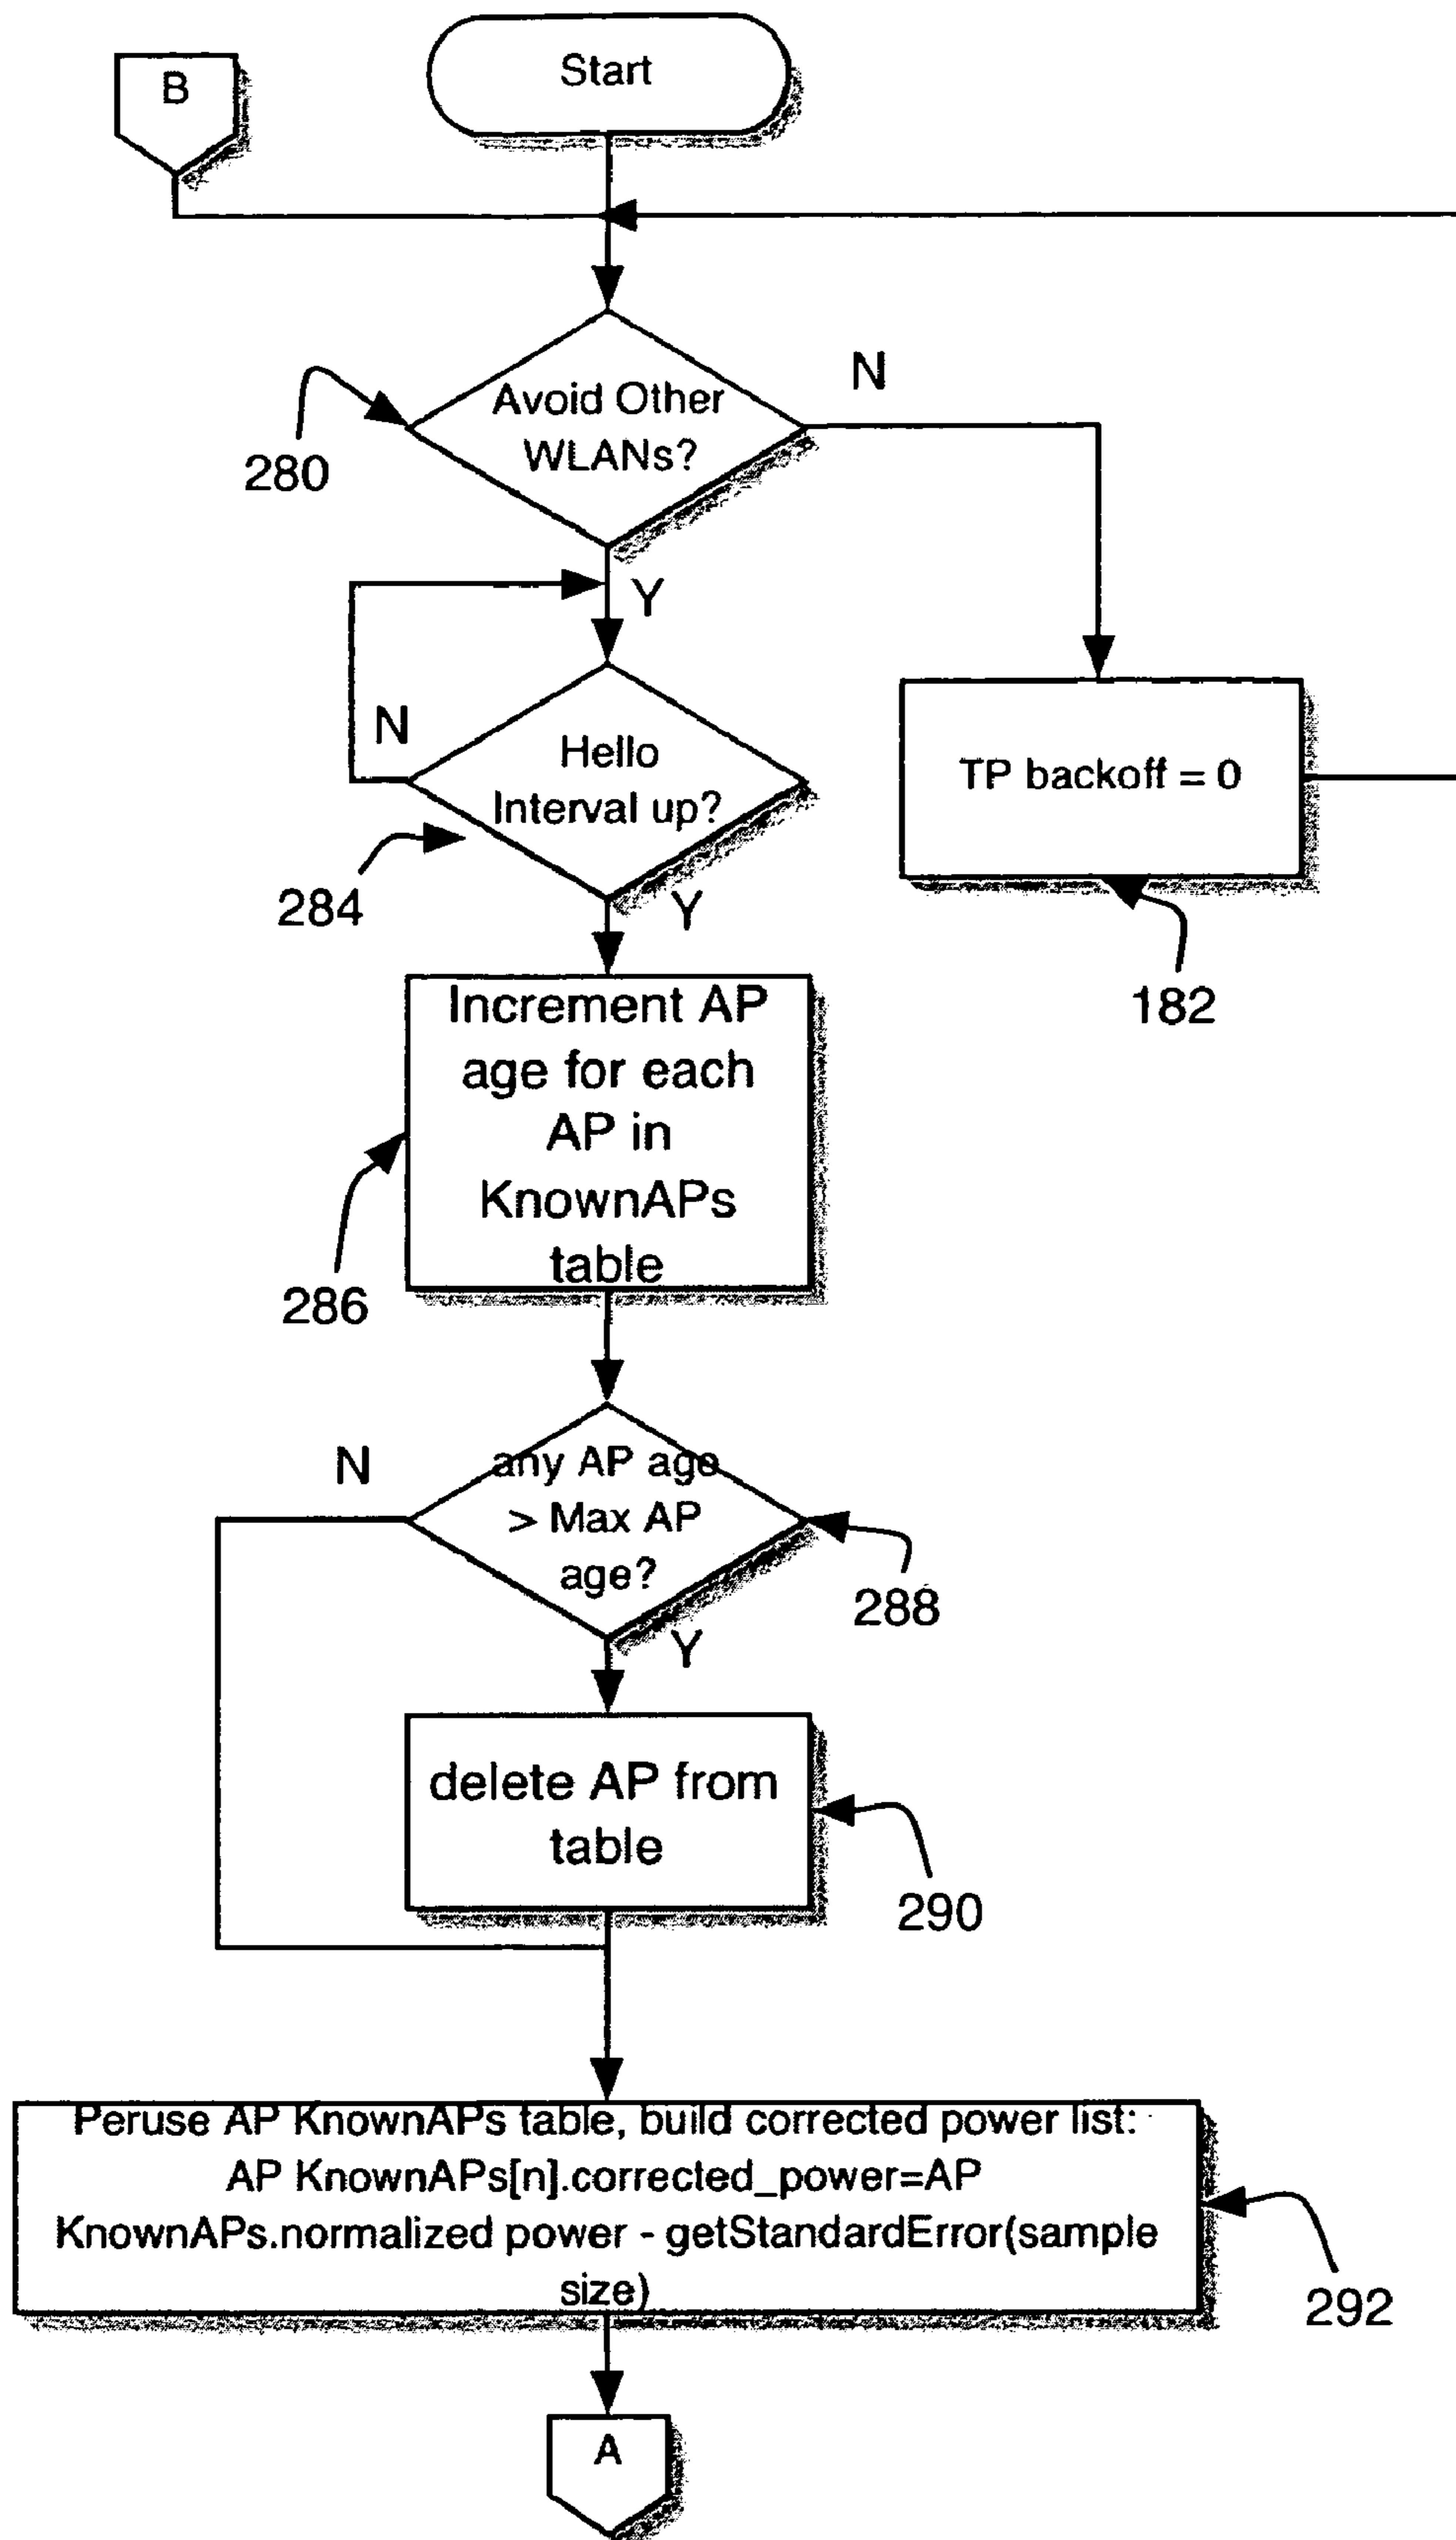 B
Start
Avoid Other
WLANs?
N
280
Y
N
Hello
Interval up?
TP backoff = 0
284
Y
182
Increment AP
age for each
AP in
KnownAPs
table
286
N
any AP age
> Max AP
age?
288
Y
delete AP from
table
290
Peruse AP KnownAPs table, build corrected power list:
AP KnownAPs[n].corrected_power=AP
KnownAPs.normalized power - getStandardError(sample
size)
292
A